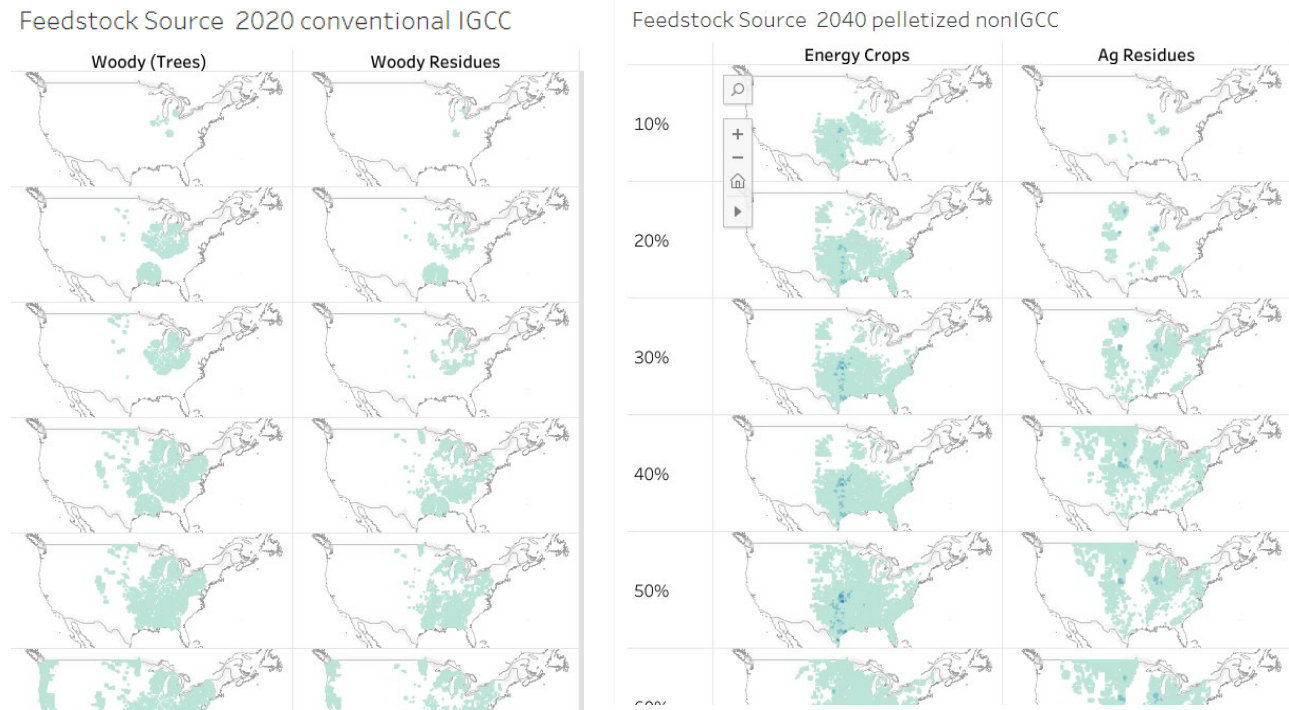 Feedstock Source 2020 conventional IGCC
Woody (Trees)
Woody Residues
Feedstock Source 2040 pelletized nonIGCC
Energy Crops
Ag Residues
10%
20%
30%
40%
50%
60%